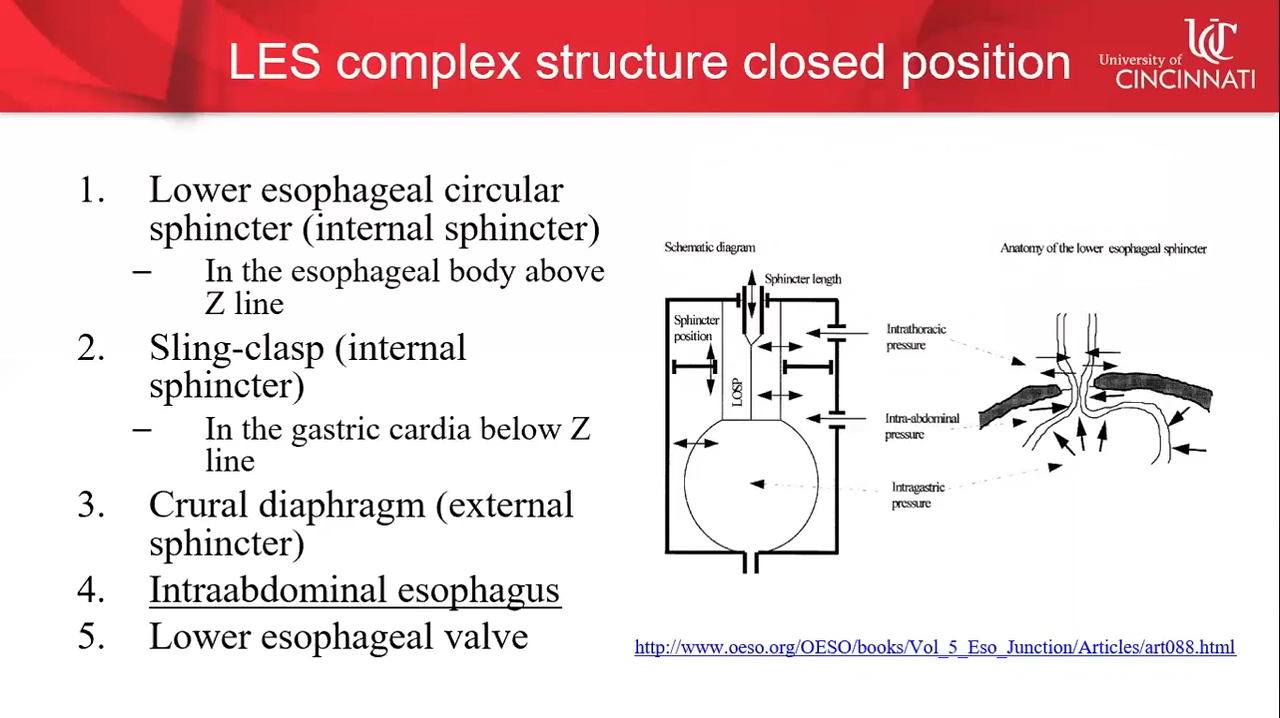 LES complex structure closed position
University of
CINCINNATI
1. Lower esophageal circular
sphincter (internal sphincter)
– In the esophageal body above
Z line
2. Sling-clasp (internal
sphincter)
– In the gastric cardia below Z
line
3. Crural diaphragm (external
sphincter)
4. Intraabdominal esophagus
5. Lower esophageal valve
Schematic diagram
Sphincter length
Sphincter
position
LOSP
Anatomy of the lower esophageal sphincter
Intrathoracic
pressure
Intra-abdominal
pressure
Intragastric
pressure
http://www.oeso.org/OESO/books/Vol_5_Eso_Junction/Articles/art088.html